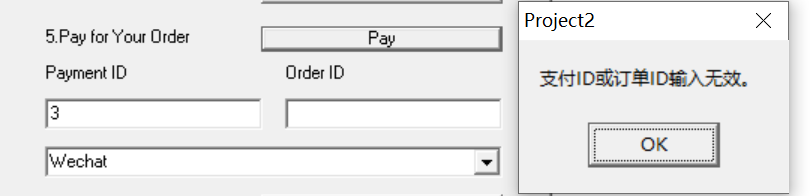 5.Pay for Your Order
Pay
Payment ID
Order ID
3
Wechat
Project2
支付ID或订单ID输入无效。
OK